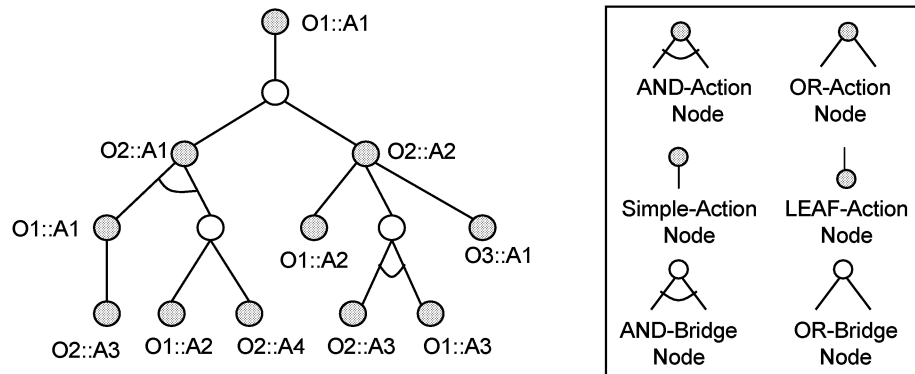 O1::A1
O2::A1
O2::A2
O1::A1
O1::A2
O3::A1
O2::A3
O1::A2
O2::A4
O2::A3
O1::A3
AND-Action
Node
OR-Action
Node
Simple-Action
Node
LEAF-Action
Node
AND-Bridge
Node
OR-Bridge
Node